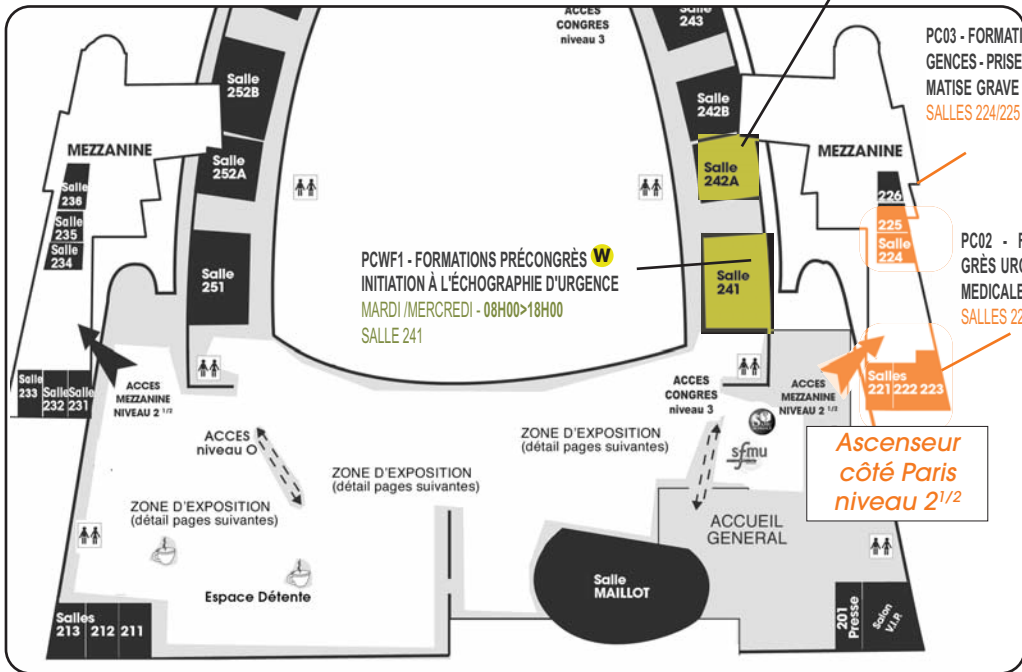 ACCES
CONGRES
niveau 3
Salle
243
Salle
252B
Salle
242B
PC03 - FORMATI
GENCES - PRISE
MATISE GRAVE
SALLES 224/225
MEZZANINE
Salle
252A
Salle
242A
MEZZANINE
Salle
236
Salle
235
Salle
234
226
225
Salle
224
PCWF1 - FORMATIONS PRÉCONGRÈS W
INITIATION À L'ÉCHOGRAPHIE D'URGENCE
MARDI /MERCREDI - 08H00>18H00
SALLE 241
Salle
251
Salle
241
PC02 - F
GRÈS URG
MEDICALE
SALLES 22
Salle
233
Salle
232
Salle
231
ACCES
MEZZANINE
NIVEAU 2 1/2
ACCES
CONGRES
niveau 3
ACCES
MEZZANINE
NIVEAU 2 1/2
Salles
221 222 223
ACCES
niveau O
ZONE D'EXPOSITION
(détail pages suivantes)
ZONE D'EXPOSITION
(détail pages suivantes)
sfmu
Ascenseur
côté Paris
niveau 21/2
ZONE D'EXPOSITION
(détail pages suivantes)
ACCUEIL
GENERAL
Espace Détente
Salle
MAILLOT
Salles
213 212 211
201
Presse
Salon
V.I.P.